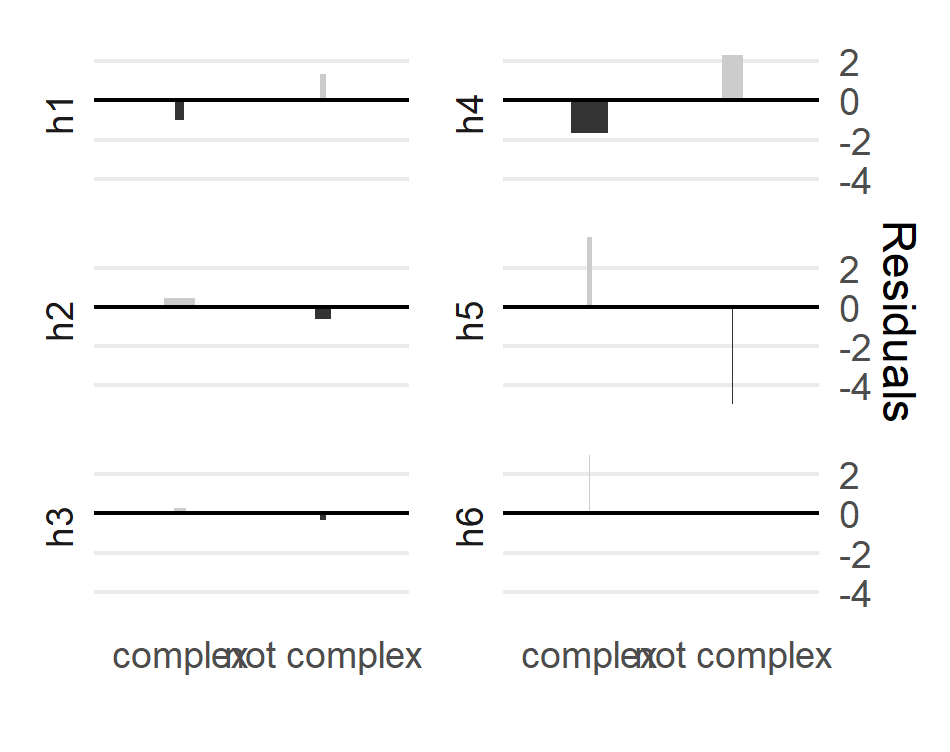 h1
h4
2
0
-2
-4
h2
h5
2
0
-2
-4
Residuals
h3
h6
2
0
-2
-4
complex
not complex
complex
not complex